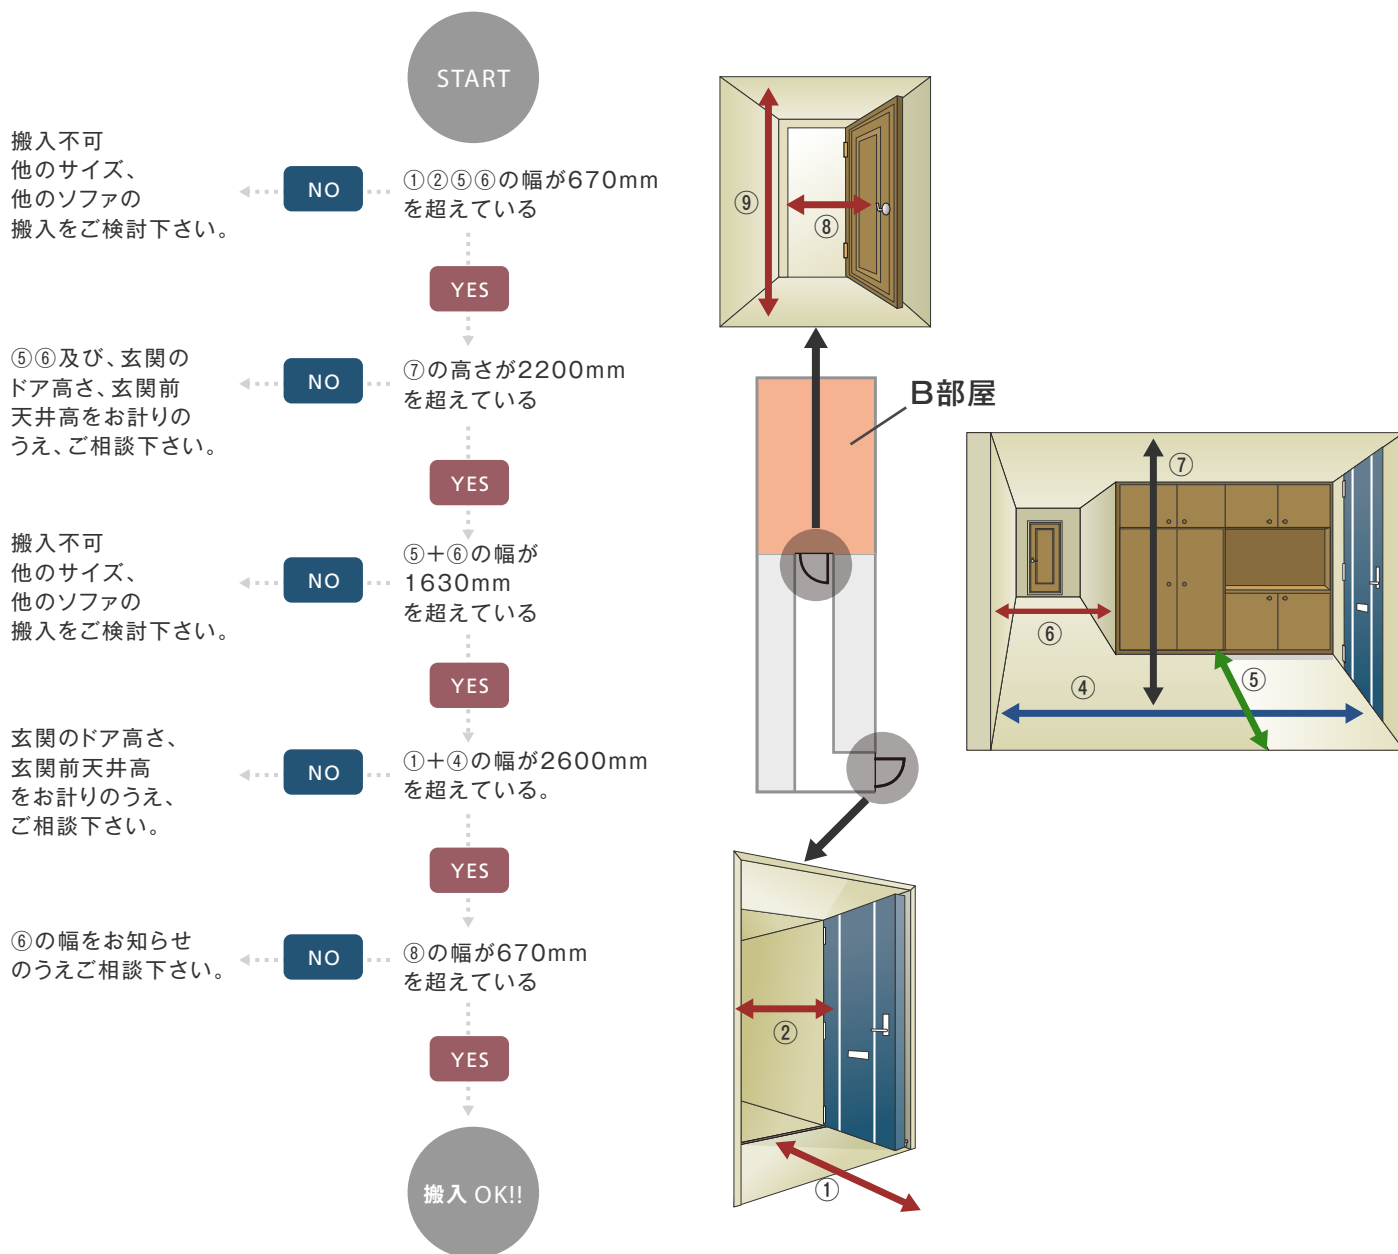 START
搬入不可
他のサイズ、
他のソファの
搬入をご検討下さい。
NO
①②⑤⑥の幅が670mm
を超えている
YES
⑤⑥及び、玄関の
ドア高さ、玄関前
天井高をお計りの
うえ、ご相談下さい。
NO
⑦の高さが2200mm
を超えている
YES
搬入不可
他のサイズ、
他のソファの
搬入をご検討下さい。
NO
⑤+⑥の幅が
1630mm
を超えている
YES
玄関のドア高さ、
玄関前天井高
をお計りのうえ、
ご相談下さい。
NO
①+④の幅が2600mm
を超えている。
YES
⑥の幅をお知らせ
のうえご相談下さい。
NO
⑧の幅が670mm
を超えている
YES
搬入 OK!!
⑨
⑧
B部屋
⑦
⑥
④
⑤
②
①